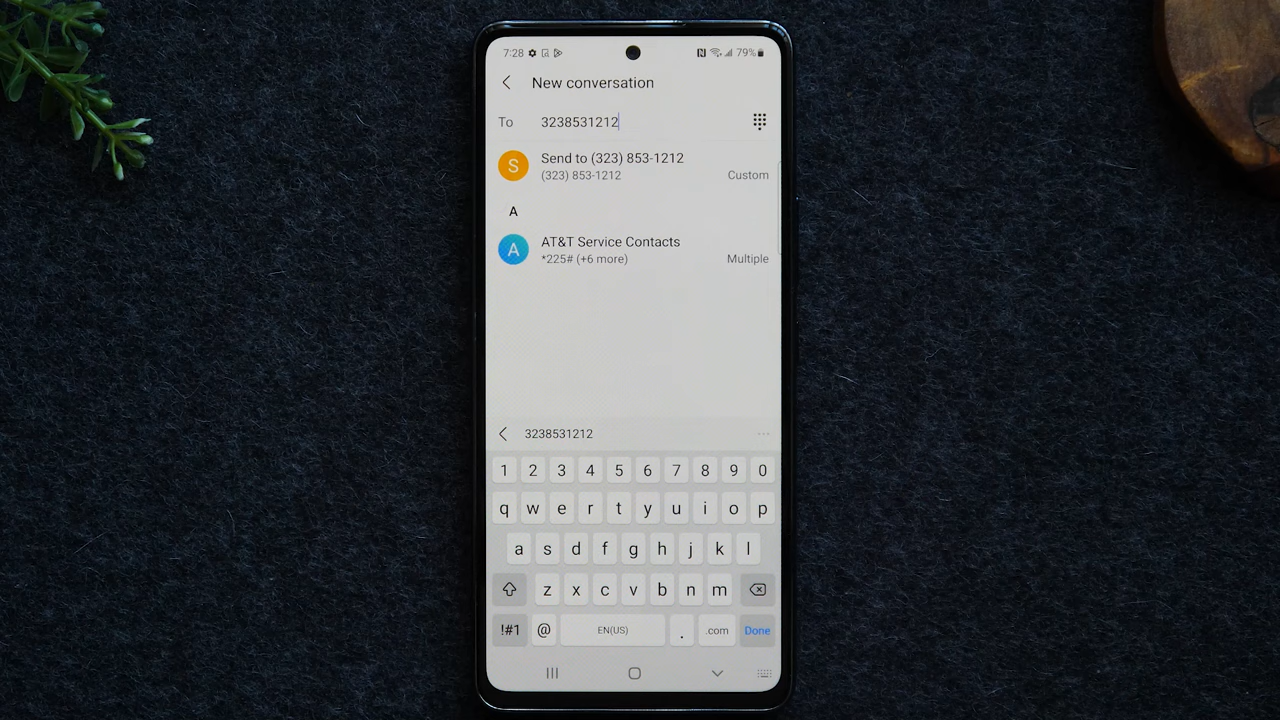 7:28 79%
New conversation
To 3238531212
S Send to (323) 853-1212
(323) 853-1212 Custom
A
A AT&T Service Contacts
*225# (+6 more) Multiple
3238531212 ...
1 2 3 4 5 6 7 8 9 0
q w e r t y u i o p
a s d f g h j k l
z x c v b n m
!#1 @ EN(US) . .com Done